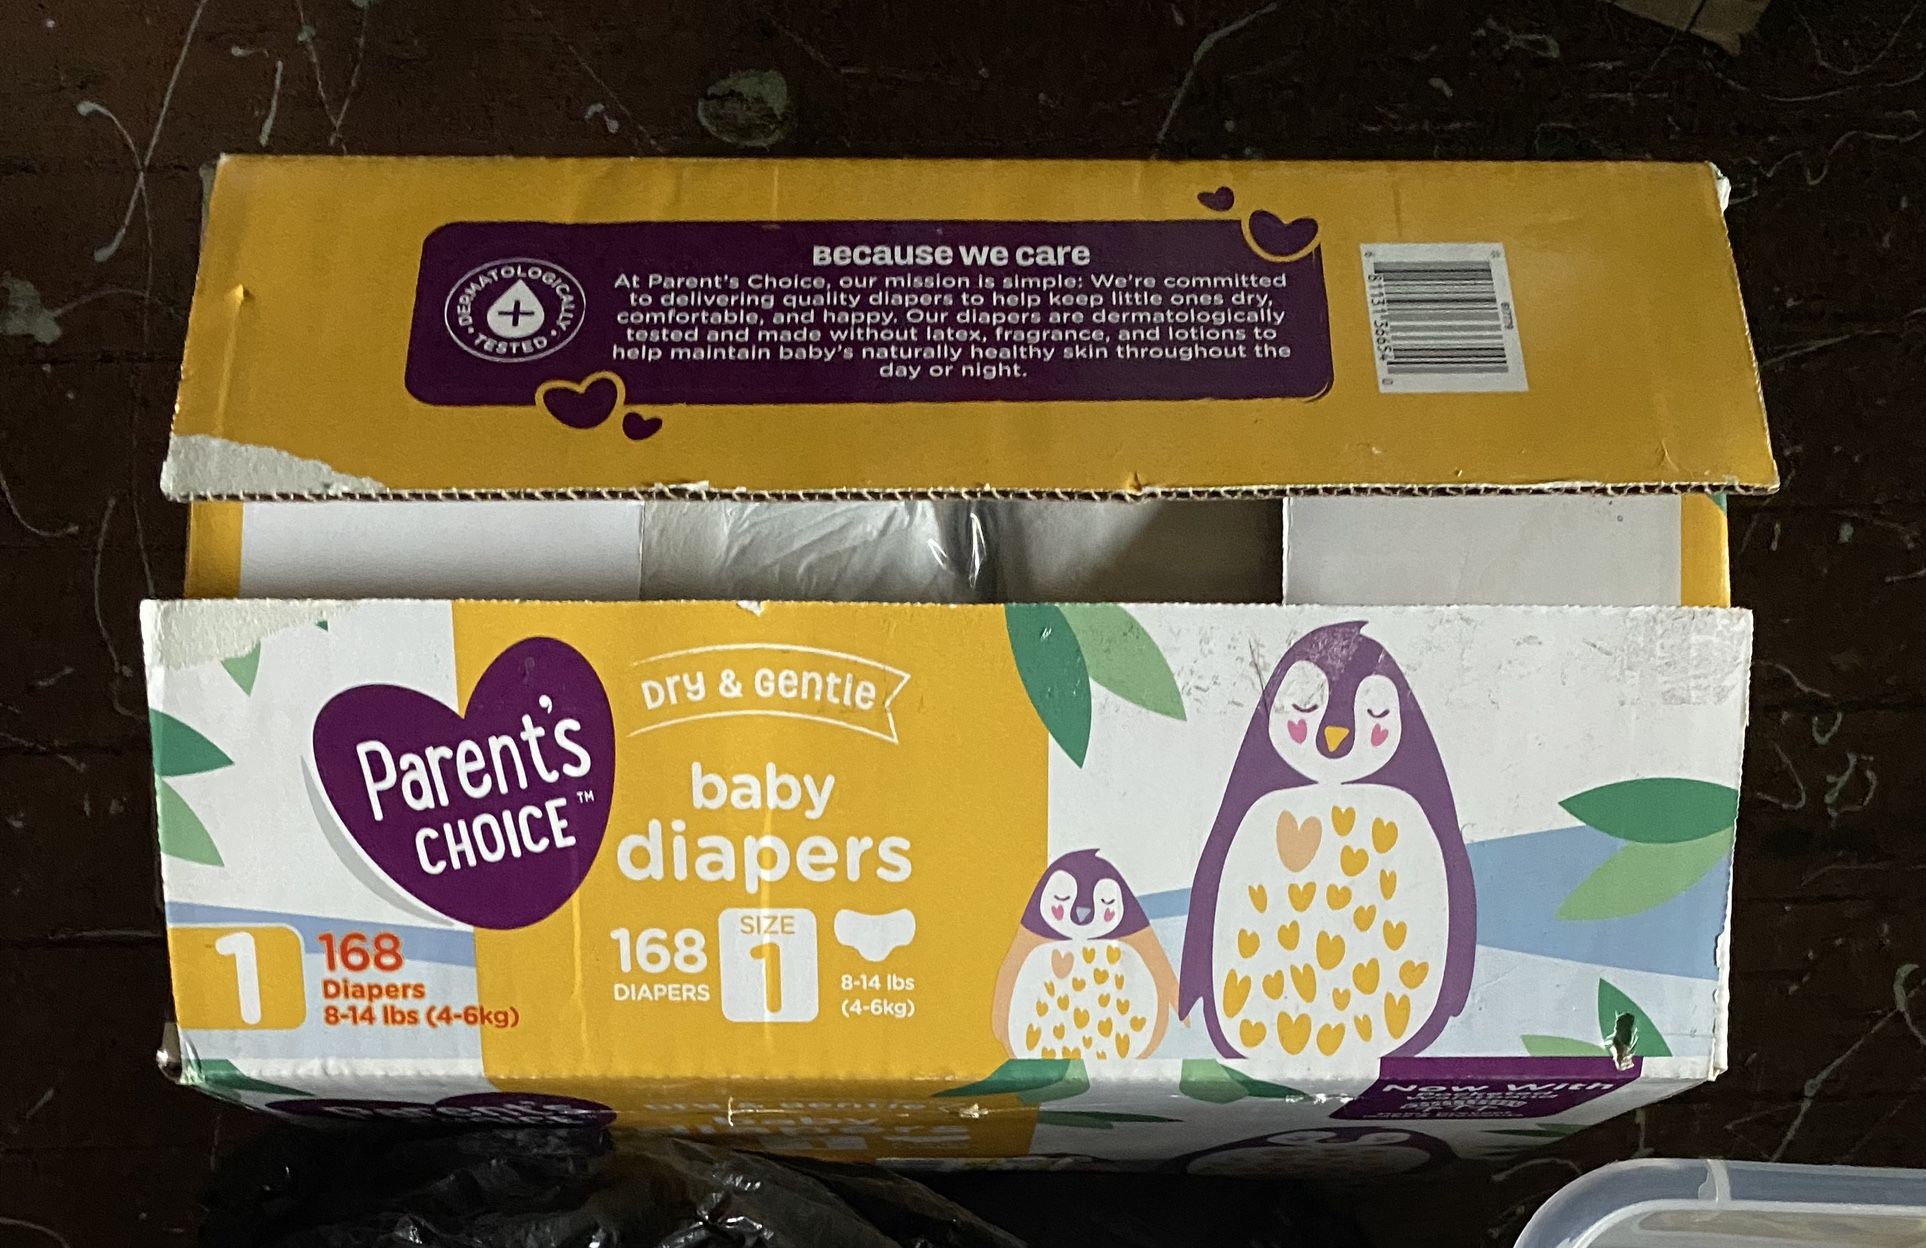 Because we care
At Parent's Choice, our mission is simple: We're committed
to delivering quality diapers to help keep little ones dry,
comfortable, and happy. Our diapers are dermatologically
tested and made without latex, fragrance, and lotions to
help maintain baby's naturally healthy skin throughout the
day or night.
DERMATOLOGICALLY
TESTED
6 81131 36654 0
Dry & Gentle
Parent's
CHOICE™
baby
diapers
168
DIAPERS
SIZE
1
8-14 lbs
(4-6kg)
1
168
Diapers
8-14 lbs (4-6kg)
Now With